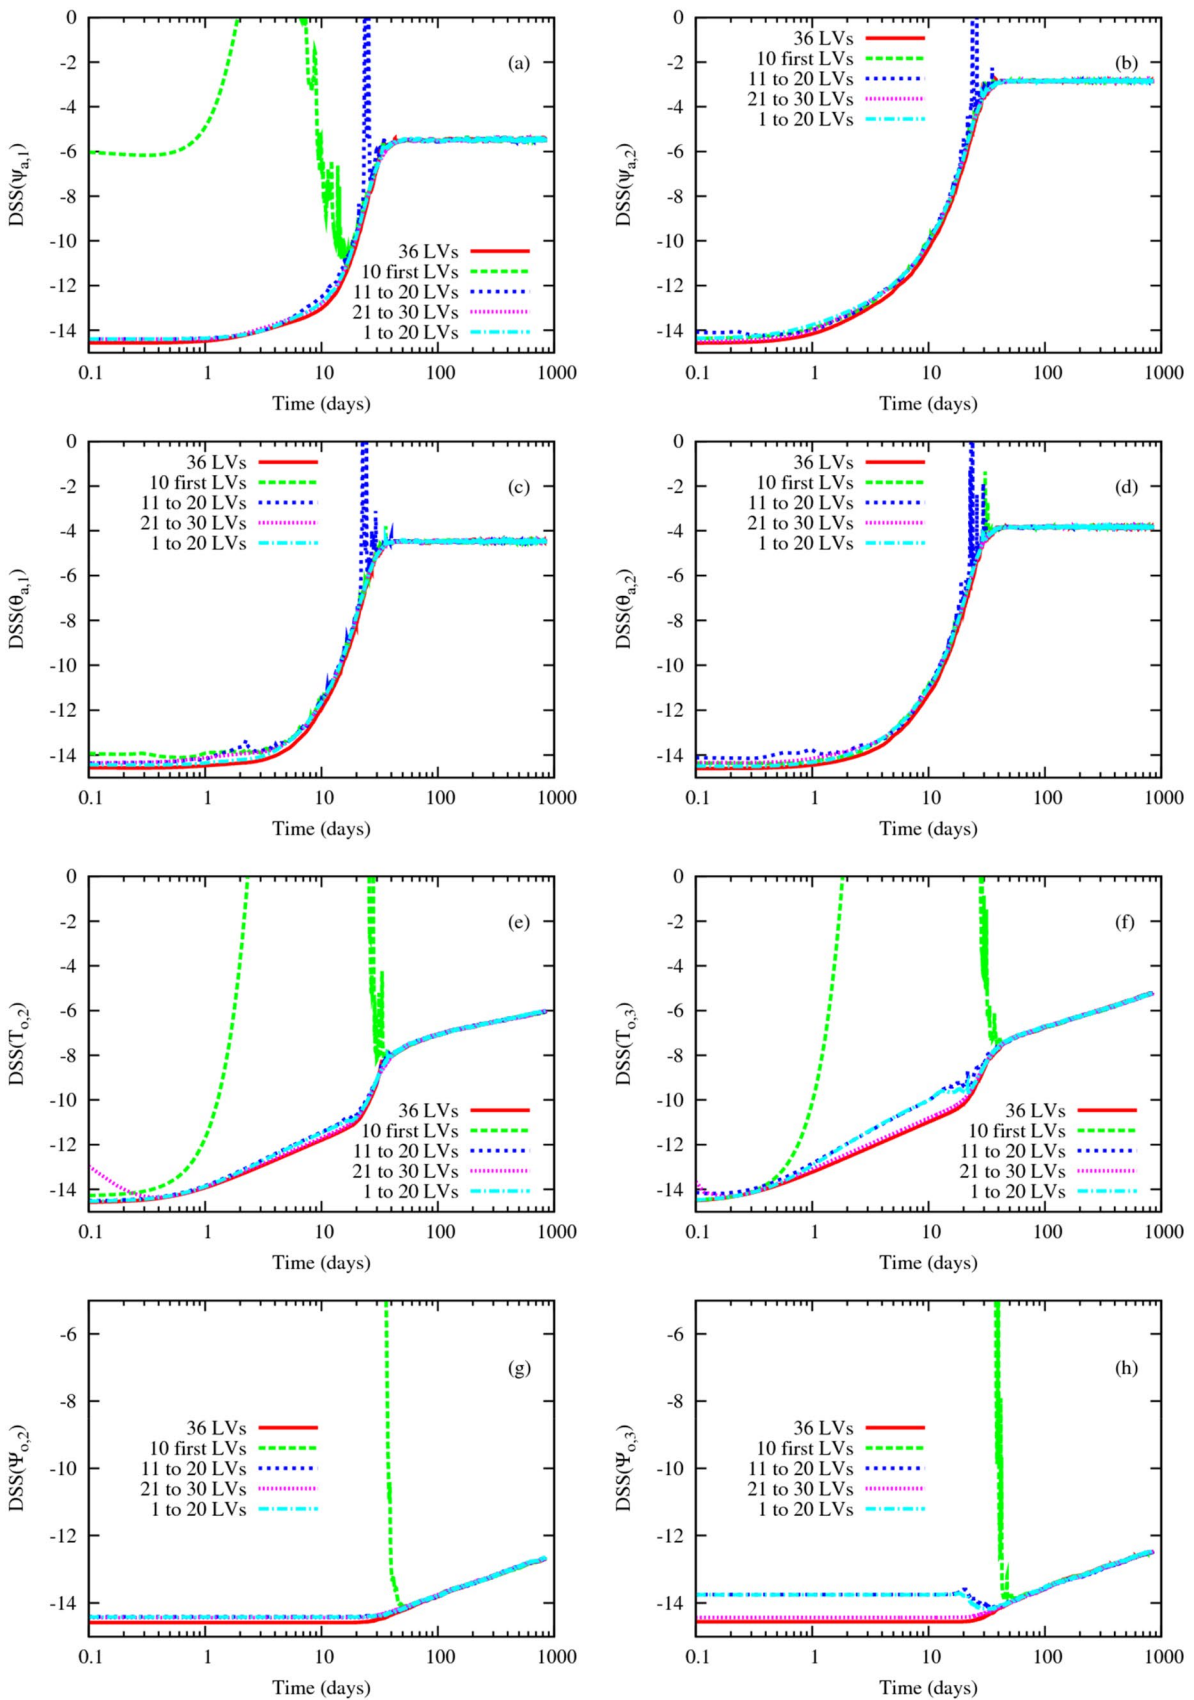 0
-2
-4
-6
-8
-10
-12
-14
DSS(ψa,1)
(a)
36 LVs
10 first LVs
11 to 20 LVs
21 to 30 LVs
1 to 20 LVs
0.1 1 10 100 1000
Time (days)
0
-2
-4
-6
-8
-10
-12
-14
DSS(ψa,2)
36 LVs
10 first LVs
11 to 20 LVs
21 to 30 LVs
1 to 20 LVs
(b)
0.1 1 10 100 1000
Time (days)
0
-2
-4
-6
-8
-10
-12
-14
DSS(θa,1)
36 LVs
10 first LVs
11 to 20 LVs
21 to 30 LVs
1 to 20 LVs
(c)
0.1 1 10 100 1000
Time (days)
0
-2
-4
-6
-8
-10
-12
-14
DSS(θa,2)
36 LVs
10 first LVs
11 to 20 LVs
21 to 30 LVs
1 to 20 LVs
(d)
0.1 1 10 100 1000
Time (days)
0
-2
-4
-6
-8
-10
-12
-14
DSS(To,2)
(e)
36 LVs
10 first LVs
11 to 20 LVs
21 to 30 LVs
1 to 20 LVs
0.1 1 10 100 1000
Time (days)
0
-2
-4
-6
-8
-10
-12
-14
DSS(To,3)
(f)
36 LVs
10 first LVs
11 to 20 LVs
21 to 30 LVs
1 to 20 LVs
0.1 1 10 100 1000
Time (days)
-6
-8
-10
-12
-14
DSS(Ψo,2)
(g)
36 LVs
10 first LVs
11 to 20 LVs
21 to 30 LVs
1 to 20 LVs
0.1 1 10 100 1000
Time (days)
-6
-8
-10
-12
-14
DSS(Ψo,3)
(h)
36 LVs
10 first LVs
11 to 20 LVs
21 to 30 LVs
1 to 20 LVs
0.1 1 10 100 1000
Time (days)